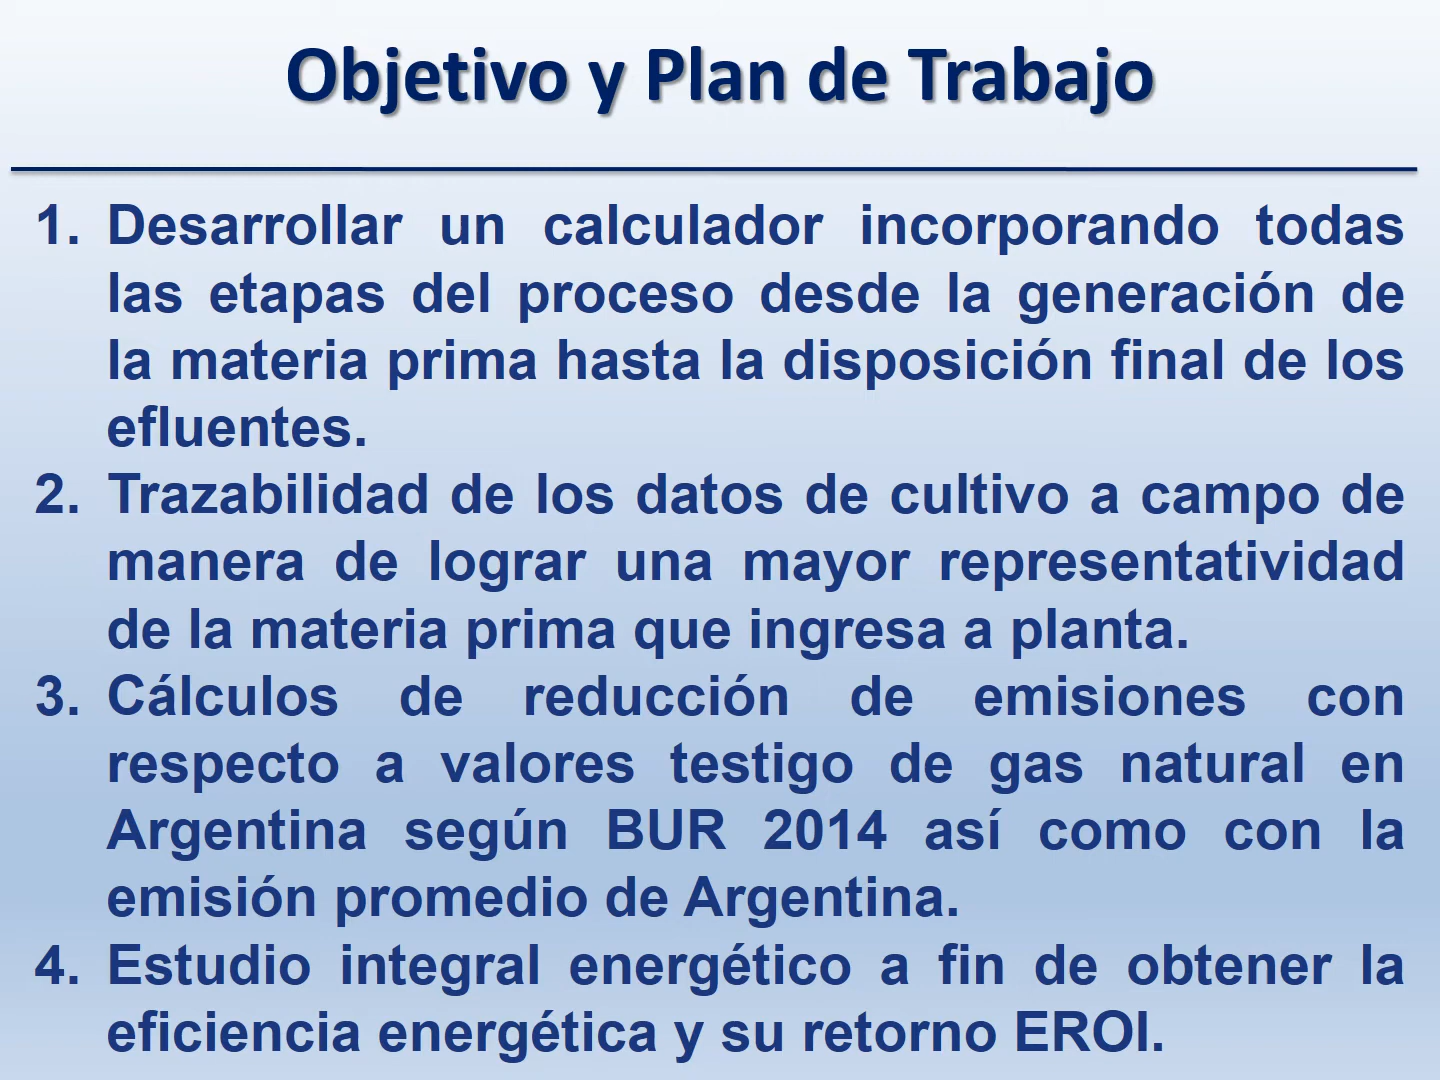 Objetivo y Plan de Trabajo
1. Desarrollar un calculador incorporando todas
las etapas del proceso desde la generación de
la materia prima hasta la disposición final de los
efluentes.
2. Trazabilidad de los datos de cultivo a campo de
manera de lograr una mayor representatividad
de la materia prima que ingresa a planta.
3. Cálculos de reducción de emisiones con
respecto a valores testigo de gas natural en
Argentina según BUR 2014 así como con la
emisión promedio de Argentina.
4. Estudio integral energético a fin de obtener la
eficiencia energética y su retorno EROI.